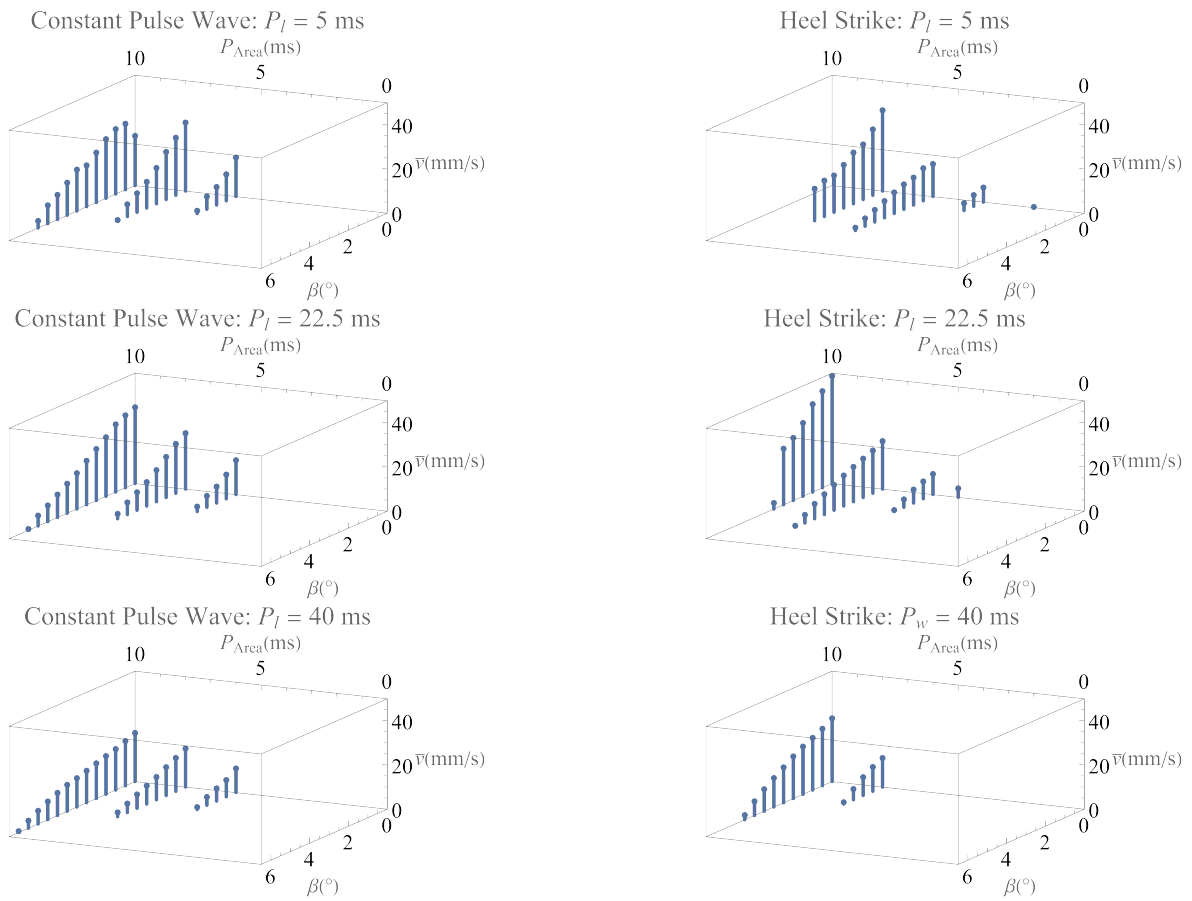 Constant Pulse Wave: P_l = 5 ms
P_Area(ms)
10
5
0
40
20
v̅(mm/s)
0
0
2
4
6
β(°)
Heel Strike: P_l = 5 ms
P_Area(ms)
10
5
0
40
20
v̅(mm/s)
0
0
2
4
6
β(°)
Constant Pulse Wave: P_l = 22.5 ms
P_Area(ms)
10
5
0
40
20
v̅(mm/s)
0
0
2
4
6
β(°)
Heel Strike: P_l = 22.5 ms
P_Area(ms)
10
5
0
40
20
v̅(mm/s)
0
0
2
4
6
β(°)
Constant Pulse Wave: P_l = 40 ms
P_Area(ms)
10
5
0
40
20
v̅(mm/s)
0
0
2
4
6
β(°)
Heel Strike: P_w = 40 ms
P_Area(ms)
10
5
0
40
20
v̅(mm/s)
0
0
2
4
6
β(°)